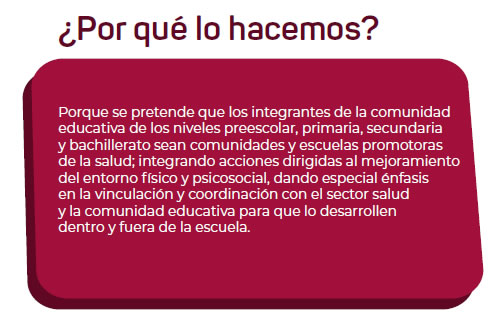 ¿Por qué lo hacemos?
Porque se pretende que los integrantes de la comunidad
educativa de los niveles preescolar, primaria, secundaria
y bachillerato sean comunidades y escuelas promotoras
de la salud; integrando acciones dirigidas al mejoramiento
del entorno físico y psicosocial, dando especial énfasis
en la vinculación y coordinación con el sector salud
y la comunidad educativa para que lo desarrollen
dentro y fuera de la escuela.